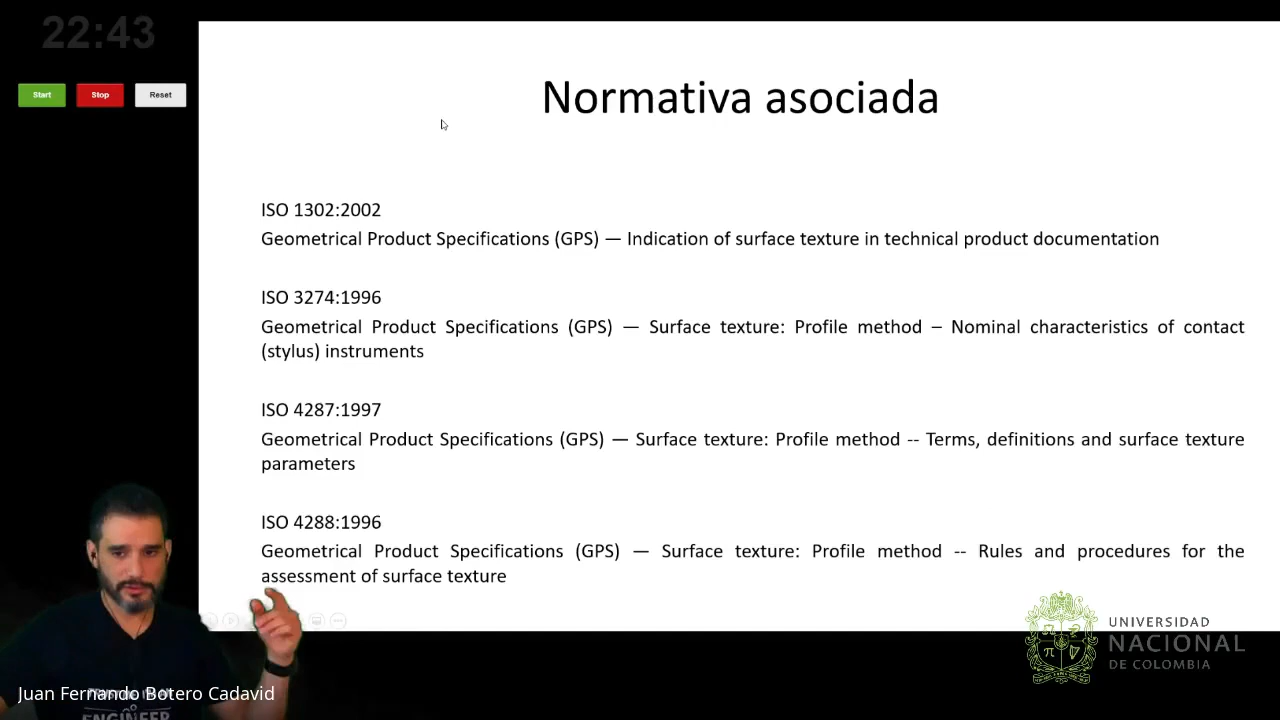 22:43
Start
Stop
Reset
Normativa asociada
ISO 1302:2002
Geometrical Product Specifications (GPS) — Indication of surface texture in technical product documentation
ISO 3274:1996
Geometrical Product Specifications (GPS) — Surface texture: Profile method – Nominal characteristics of contact
(stylus) instruments
ISO 4287:1997
Geometrical Product Specifications (GPS) — Surface texture: Profile method -- Terms, definitions and surface texture
parameters
ISO 4288:1996
Geometrical Product Specifications (GPS) — Surface texture: Profile method -- Rules and procedures for the
assessment of surface texture
UNIVERSIDAD
NACIONAL
DE COLOMBIA
Juan Fernando Botero Cadavid
ENGINEER